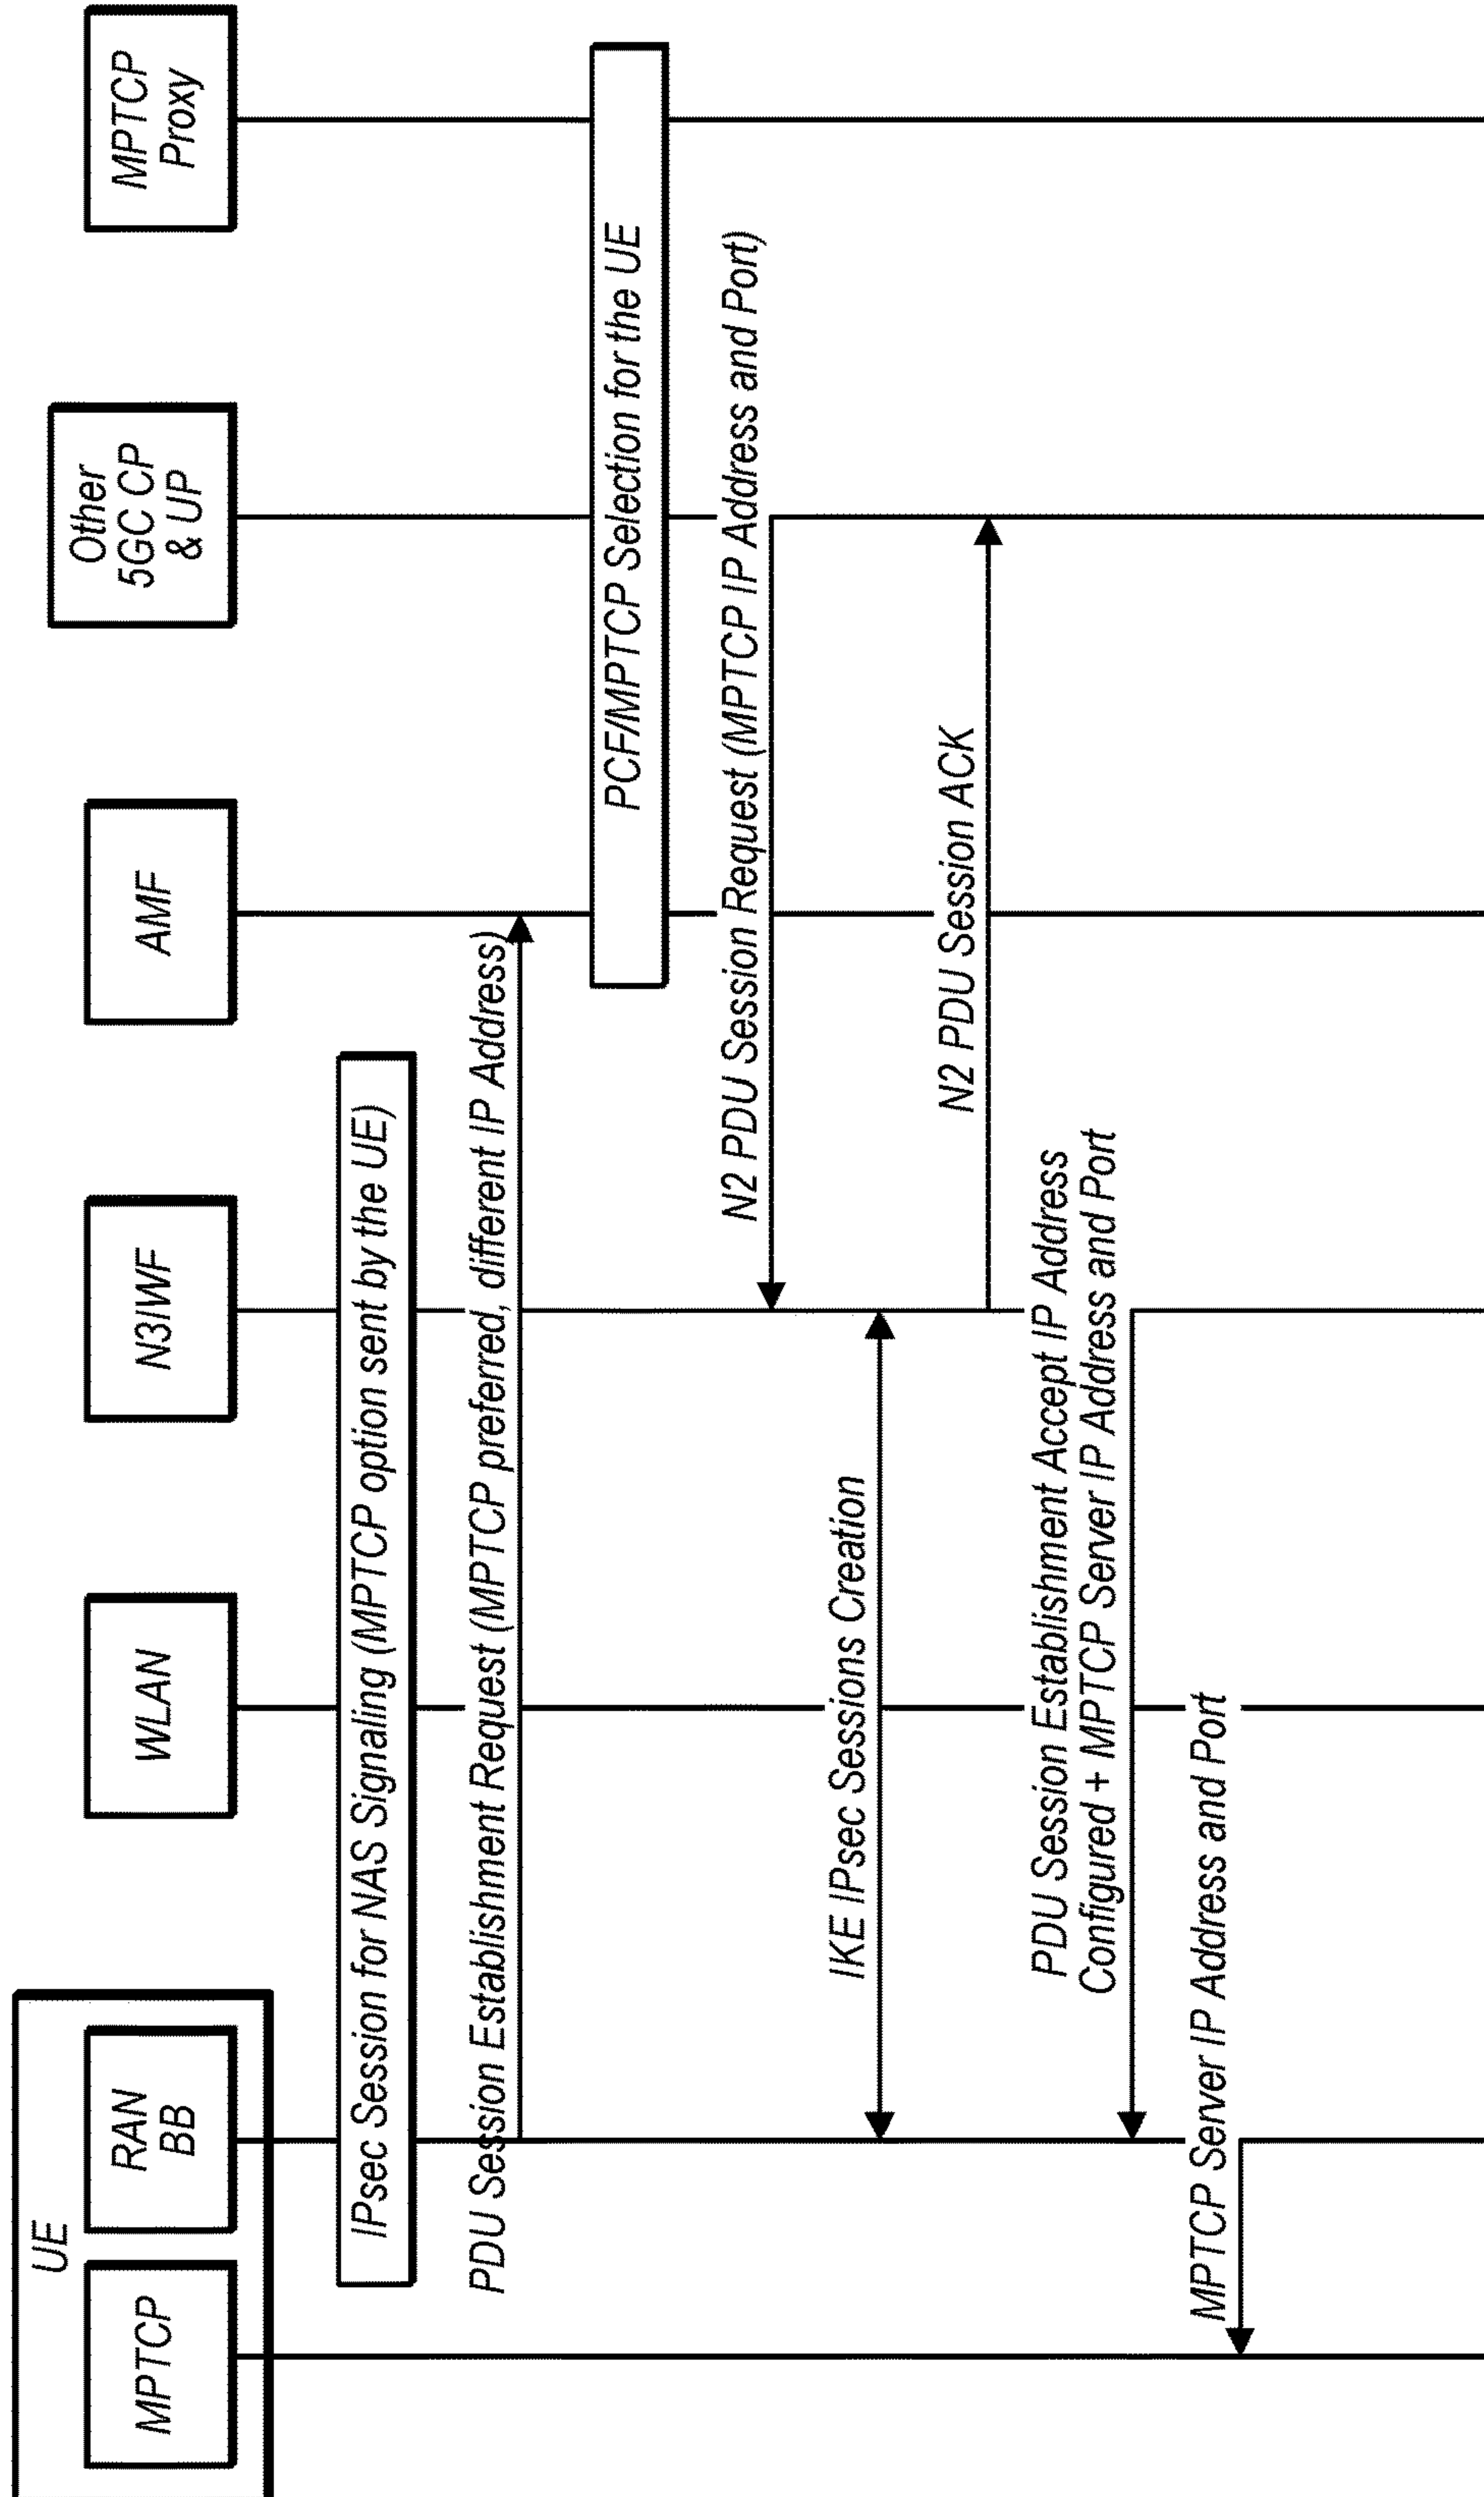 UE
MPTCP
RAN
BB
WLAN
N3IWF
AMF
Other
5GC CP
& UP
MPTCP
Proxy
IPsec Session for NAS Signaling (MPTCP option sent by the UE)
PDU Session Establishment Request (MPTCP preferred, different IP Address)
PCF/MPTCP Selection for the UE
N2 PDU Session Request (MPTCP IP Address and Port)
IKE IPsec Sessions Creation
N2 PDU Session ACK
PDU Session Establishment Accept IP Address
Configured + MPTCP Server IP Address and Port
MPTCP Server IP Address and Port